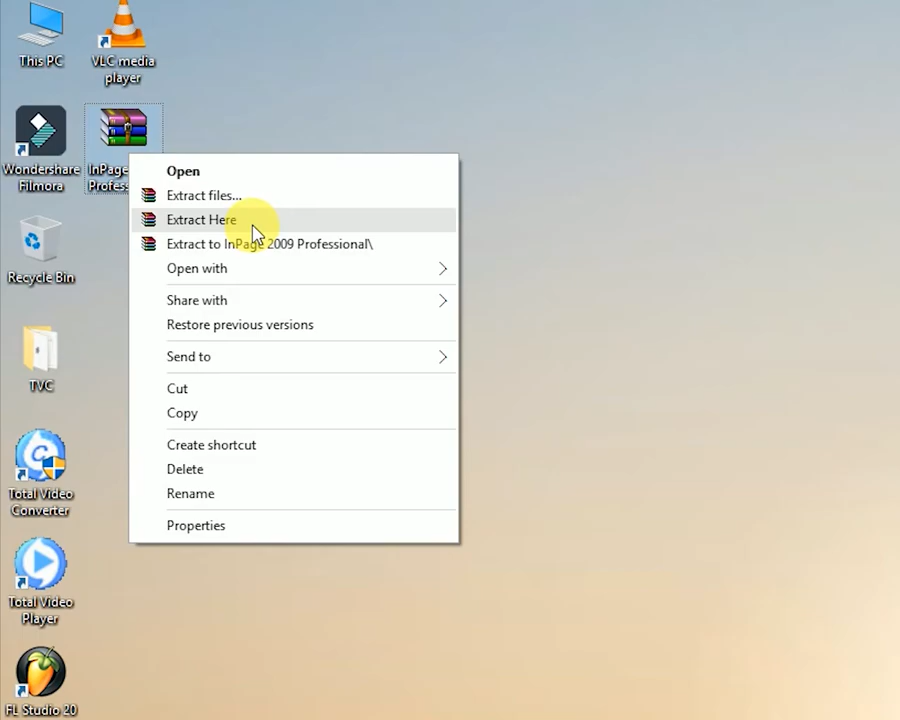 This PC
VLC media
player
Wondershare
Filmora
InPage
Profess
Recycle Bin
TVC
Total Video
Converter
Total Video
Player
FL Studio 20
Open
Extract files...
Extract Here
Extract to InPage 2009 Professional\
Open with
Share with
Restore previous versions
Send to
Cut
Copy
Create shortcut
Delete
Rename
Properties